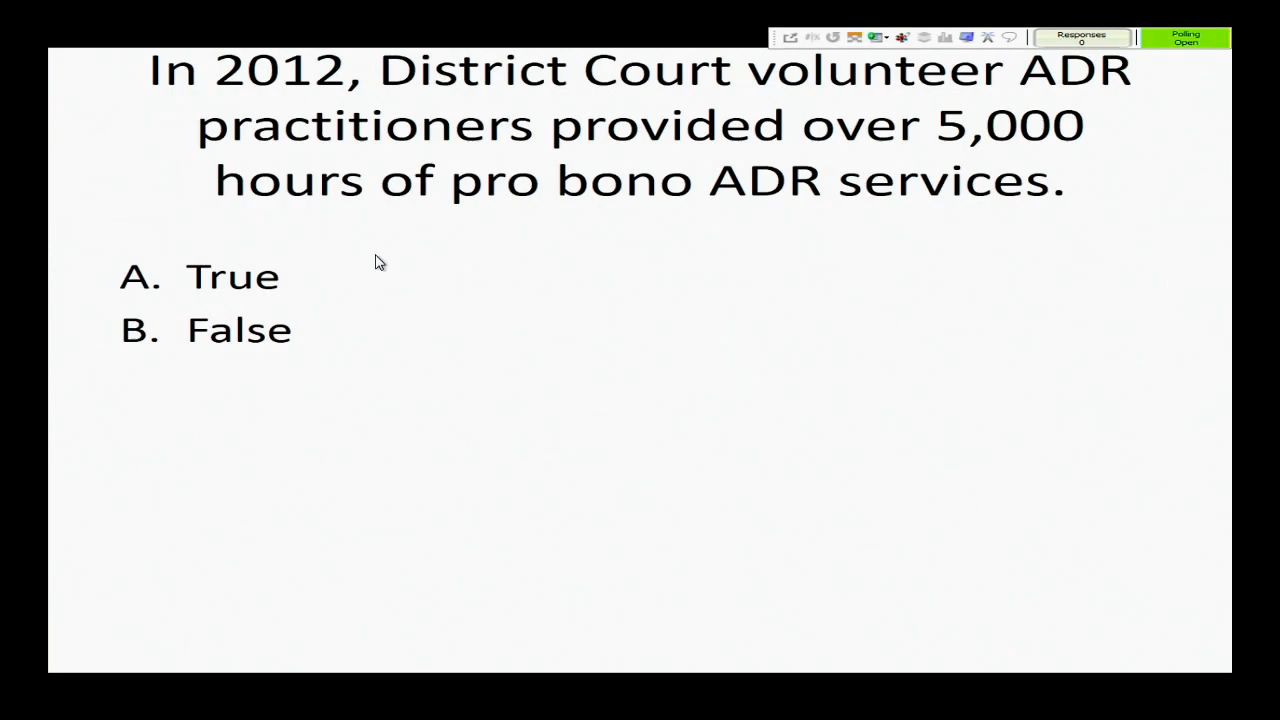 Responses
0
Polling
Open
In 2012, District Court volunteer ADR
practitioners provided over 5,000
hours of pro bono ADR services.
A. True
B. False